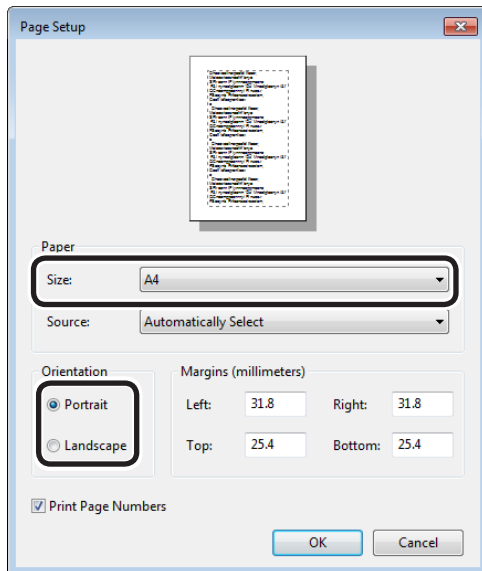 Page Setup
Paper
Size: A4
Source: Automatically Select
Orientation Margins (millimeters)
Portrait Left: 31.8 Right: 31.8
Landscape Top: 25.4 Bottom: 25.4
Print Page Numbers
OK Cancel